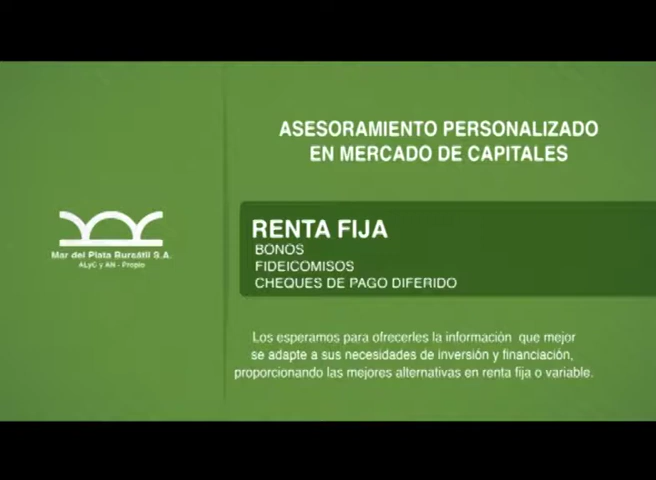 ASESORAMIENTO PERSONALIZADO
EN MERCADO DE CAPITALES
Mar del Plata Bursátil S.A.
ALyC y AN - Propio
RENTA FIJA
BONOS
FIDEICOMISOS
CHEQUES DE PAGO DIFERIDO
Los esperamos para ofrecerles la información que mejor
se adapte a sus necesidades de inversión y financiación,
proporcionando las mejores alternativas en renta fija o variable.